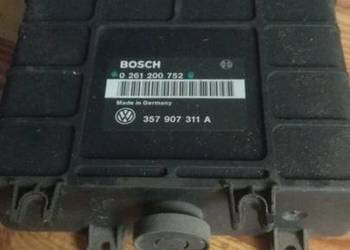 BOSCH
0 261 200 752
Made in Germany
357 907 311 A